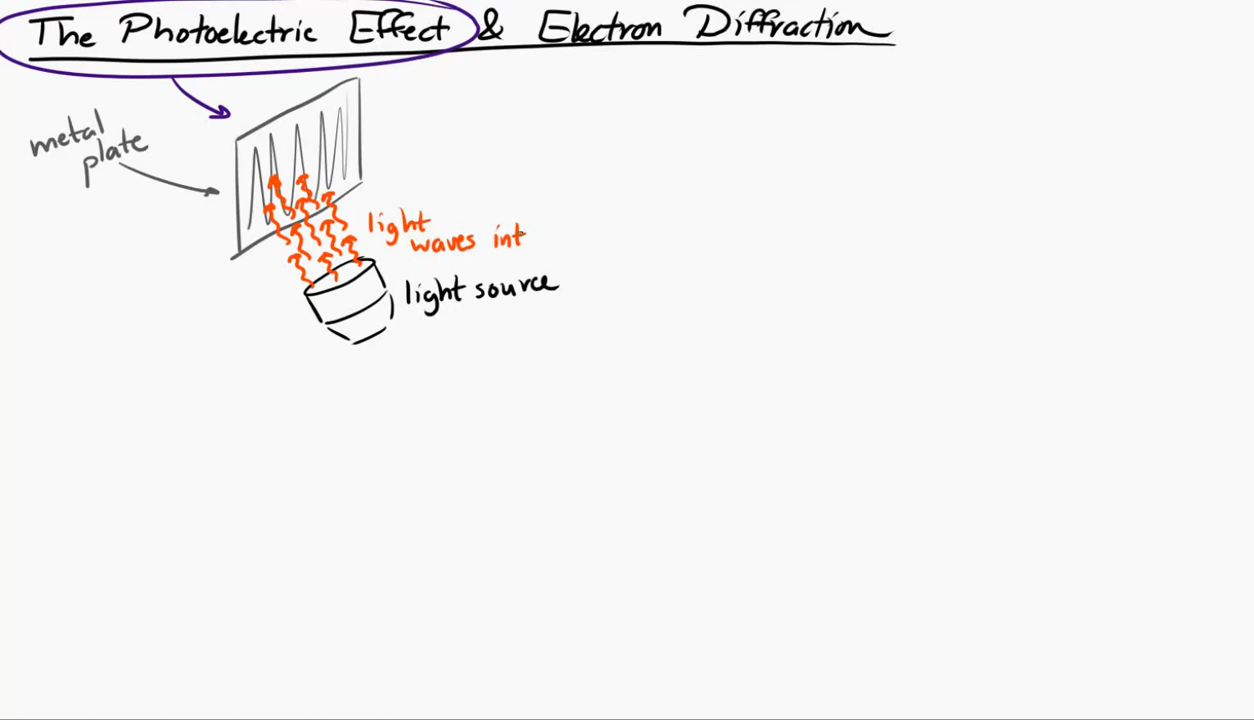 The Photoelectric Effect & Electron Diffraction
metal
plate
light
waves int
light source